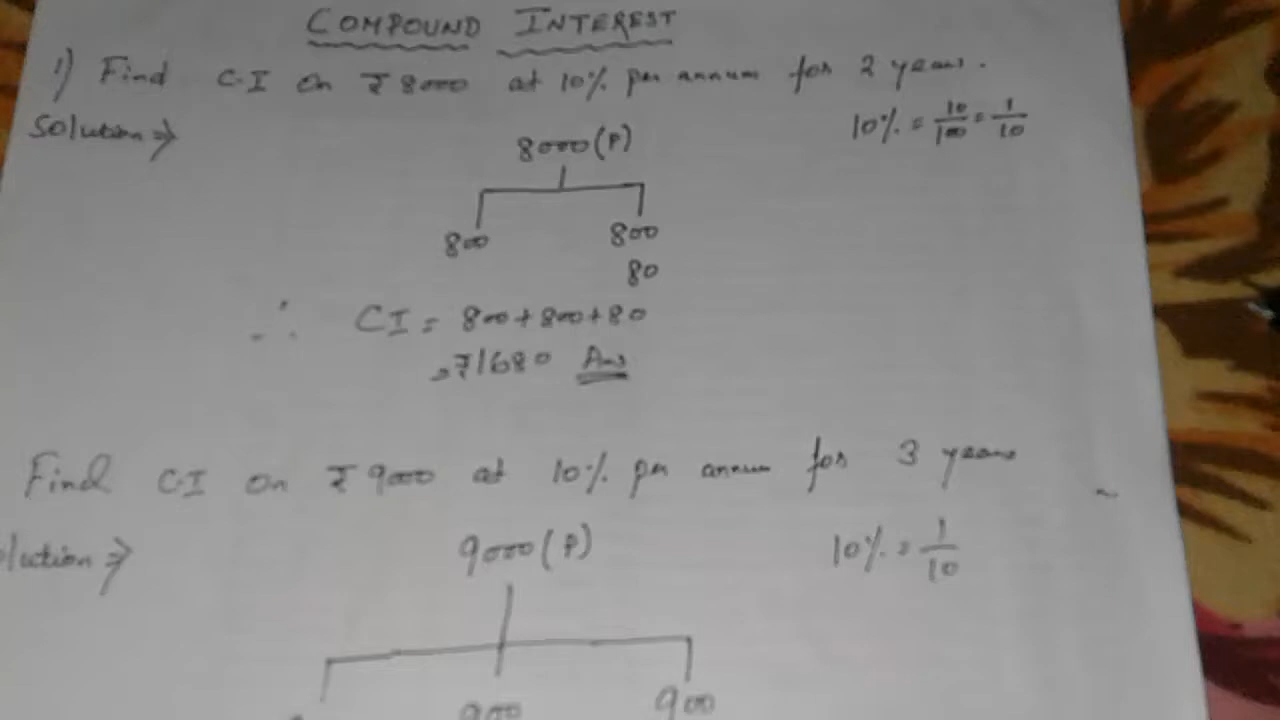 COMPOUND INTEREST
1) Find C.I on ₹8000 at 10% per annum for 2 years.
Solution ⇒
10% = 10/100 = 1/10
8000(P)
800 800
80
∴ CI = 800+800+80
= ₹1680 Ans
Find CI on ₹9000 at 10% per annum for 3 years
lution ⇒
9000(P)
10% = 1/10
900 900